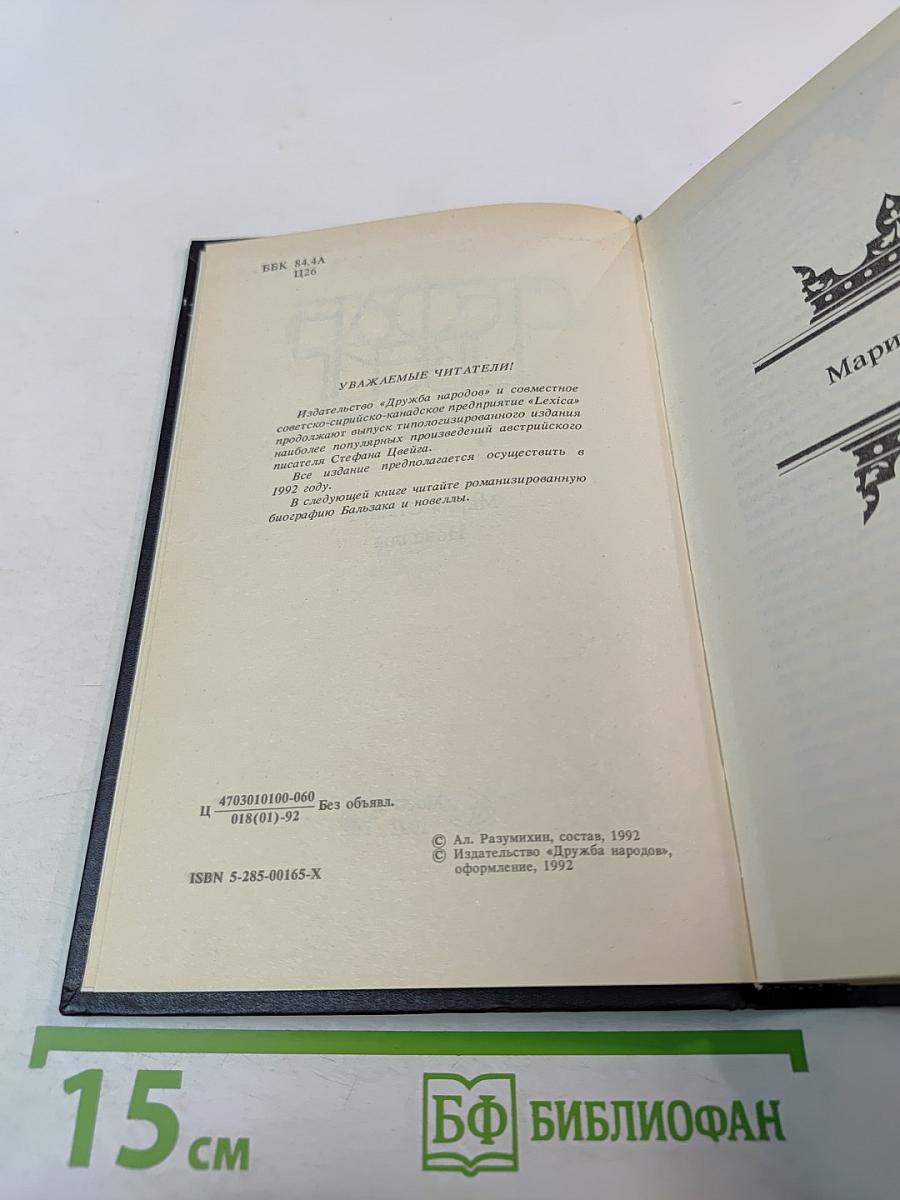 ББК 84.4А
Ц26
УВАЖАЕМЫЕ ЧИТАТЕЛИ!
Издательство «Дружба народов» и совместное
советско-сирийско-канадское предприятие «Lexica»
продолжают выпуск типологизированного издания
наиболее популярных произведений австрийского
писателя Стефана Цвейга.
Все издание предполагается осуществить в
1992 году.
В следующей книге читайте романизированную
биографию Бальзака и новеллы.
Ц 4703010100-060 Без объявл.
018(01)-92
ISBN 5-285-00165-X
© Ал. Разумихин, состав, 1992
© Издательство «Дружба народов»,
оформление, 1992
Мари
15 см
БФ БИБЛИОФАН